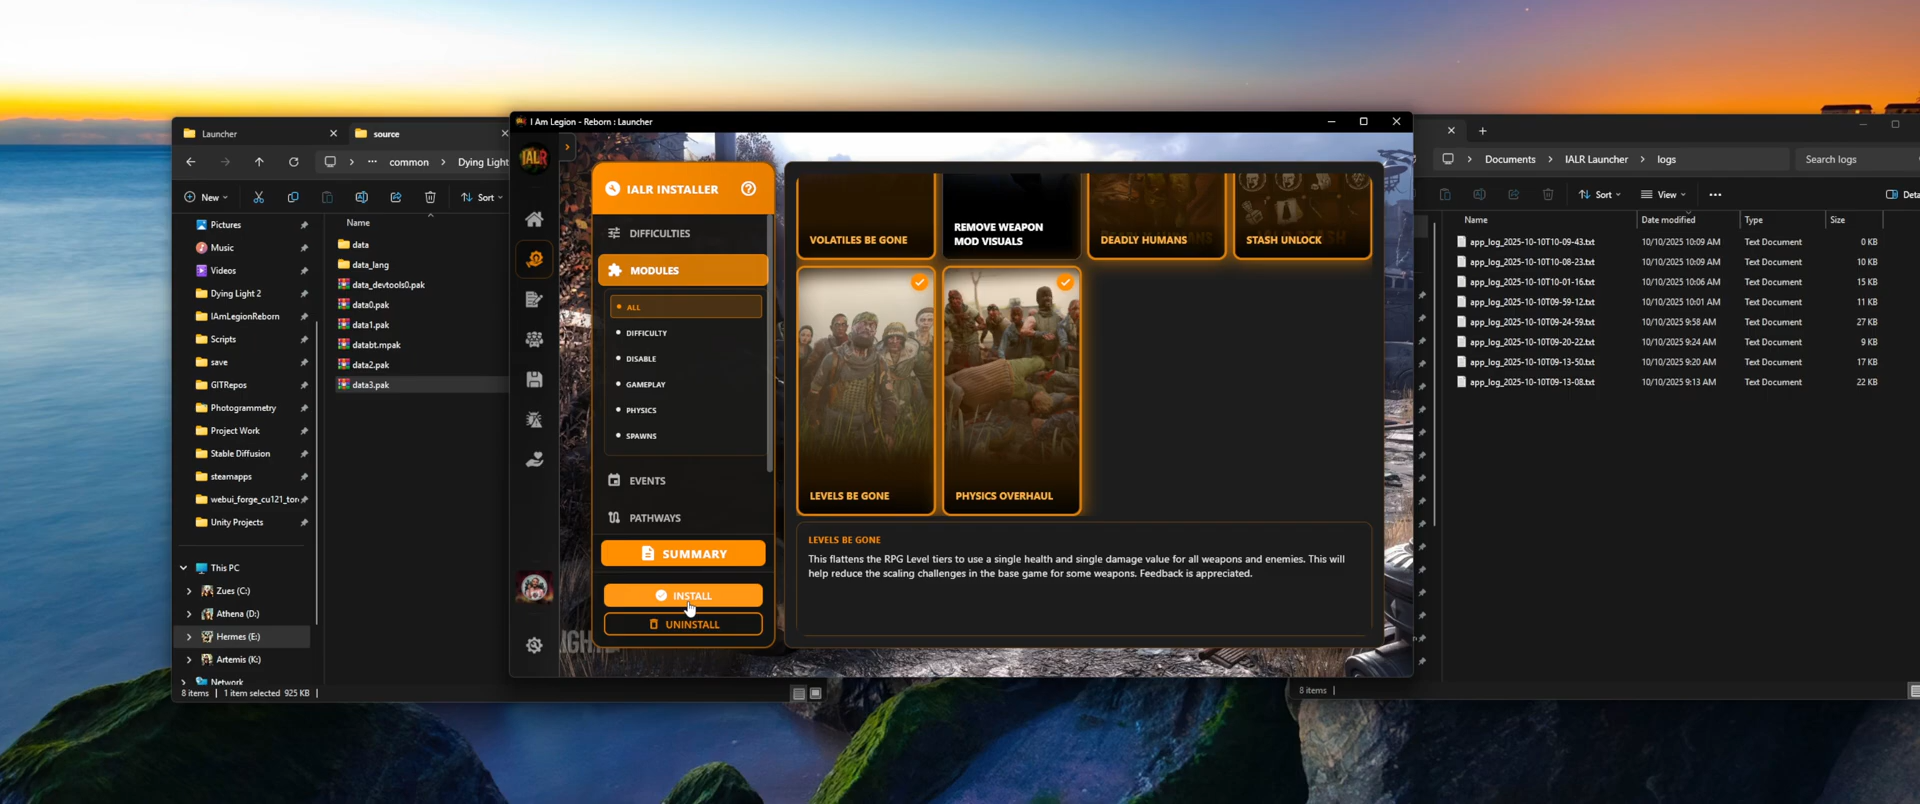 Launcher
source
common
Dying Light
New
Sort
Pictures
Music
Videos
Dying Light 2
IAmLegionReborn
Scripts
save
GITRepos
Photogrammetry
Project Work
Stable Diffusion
steamapps
Unity Projects
This PC
Zues (C:)
Athena (D:)
Hermes (E:)
Artemis (K:)
Network
Name
data
data_lang
data_devtools0.pak
data0.pak
data1.pak
databt.mpak
data2.pak
data3.pak
8 items
1 item selected 925 KB
I Am Legion - Reborn : Launcher
IALR
IALR INSTALLER
DIFFICULTIES
MODULES
ALL
DIFFICULTY
DISABLE
GAMEPLAY
PHYSICS
SPAWNS
EVENTS
PATHWAYS
SUMMARY
INSTALL
UNINSTALL
VOLATILES BE GONE
REMOVE WEAPON
MOD VISUALS
DEADLY HUMANS
STASH UNLOCK
LEVELS BE GONE
PHYSICS OVERHAUL
LEVELS BE GONE
This flattens the RPG Level tiers to use a single health and single damage value for all weapons and enemies. This will
help reduce the scaling challenges in the base game for some weapons. Feedback is appreciated.
Documents
IALR Launcher
logs
Search logs
Sort
View
Name Date modified Type Size
app_log_2025-10-10T10-09-43.txt 10/10/2025 10:09 AM Text Document 0 KB
app_log_2025-10-10T10-08-23.txt 10/10/2025 10:09 AM Text Document 10 KB
app_log_2025-10-10T10-01-16.txt 10/10/2025 10:06 AM Text Document 15 KB
app_log_2025-10-10T09-59-12.txt 10/10/2025 10:01 AM Text Document 11 KB
app_log_2025-10-10T09-24-59.txt 10/10/2025 9:58 AM Text Document 27 KB
app_log_2025-10-10T09-20-22.txt 10/10/2025 9:24 AM Text Document 9 KB
app_log_2025-10-10T09-13-50.txt 10/10/2025 9:20 AM Text Document 17 KB
app_log_2025-10-10T09-13-08.txt 10/10/2025 9:13 AM Text Document 22 KB
8 items